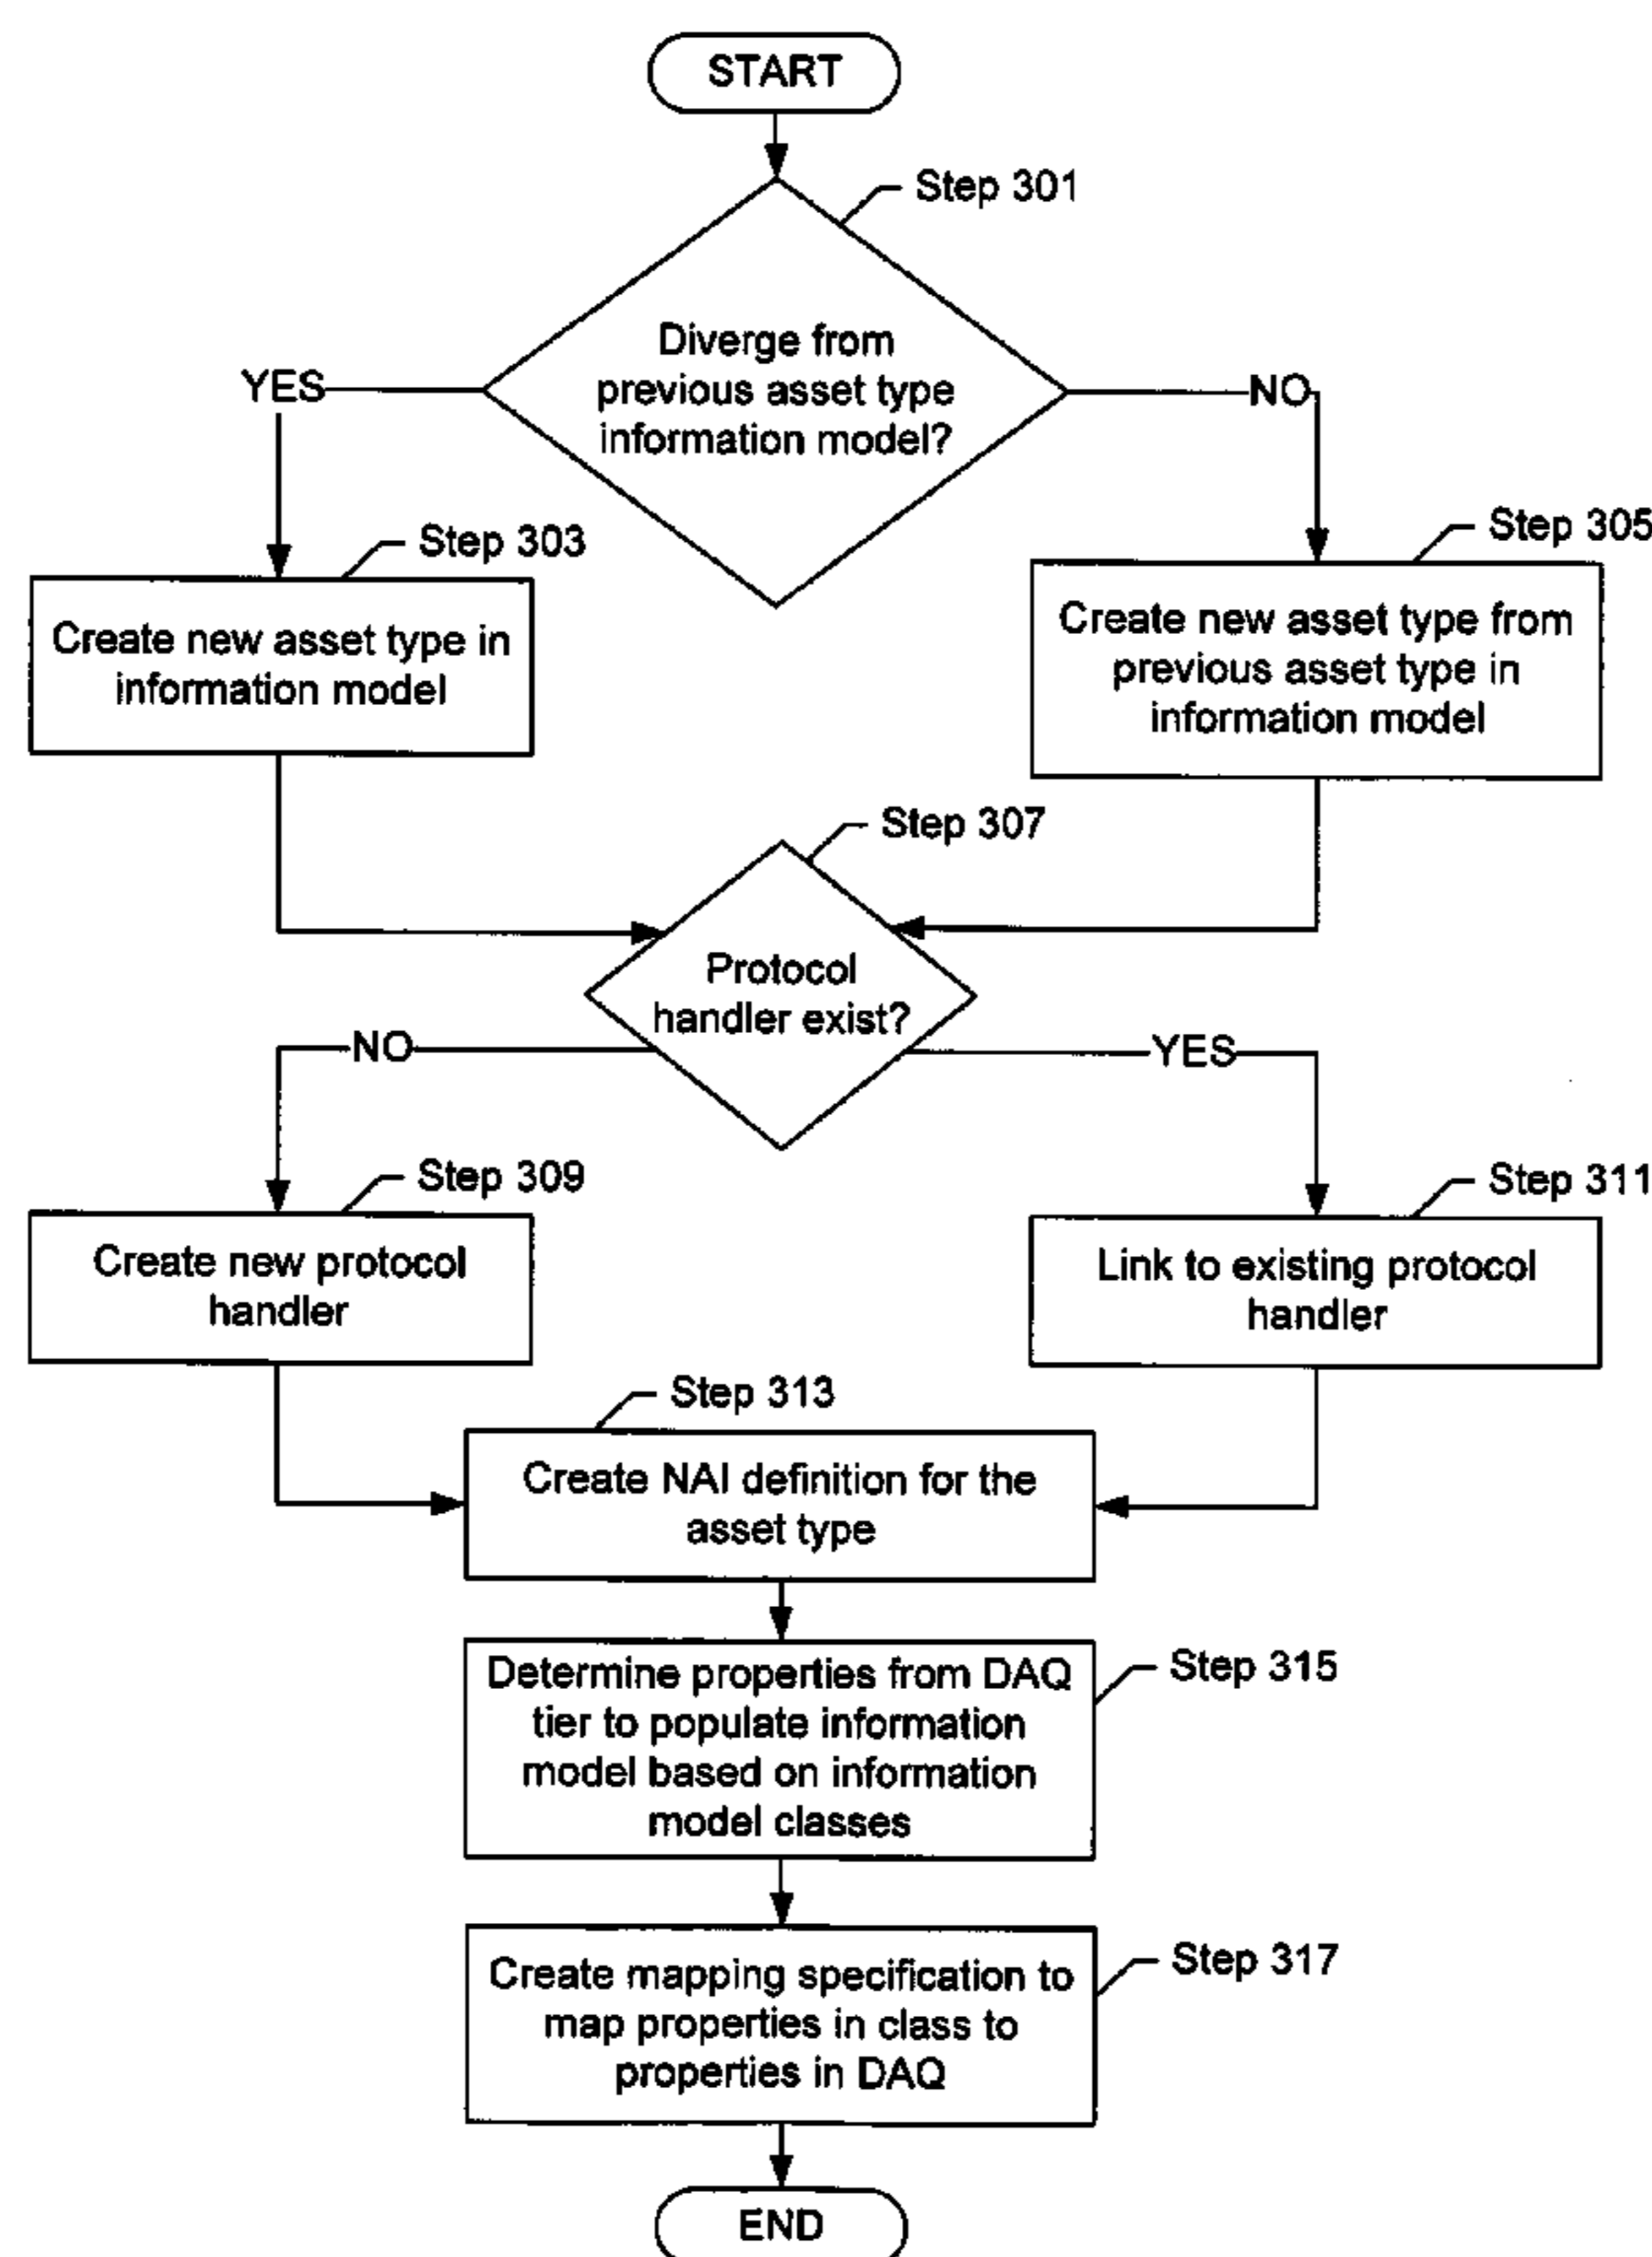 START
Step 301
Diverge from
previous asset type
information model?
YES
NO
Step 303
Step 305
Create new asset type in
information model
Create new asset type from
previous asset type in
information model
Step 307
Protocol
handler exist?
NO
YES
Step 309
Step 311
Create new protocol
handler
Link to existing protocol
handler
Step 313
Create NAI definition for the
asset type
Step 315
Determine properties from DAQ
tier to populate information
model based on information
model classes
Step 317
Create mapping specification to
map properties in class to
properties in DAQ
END